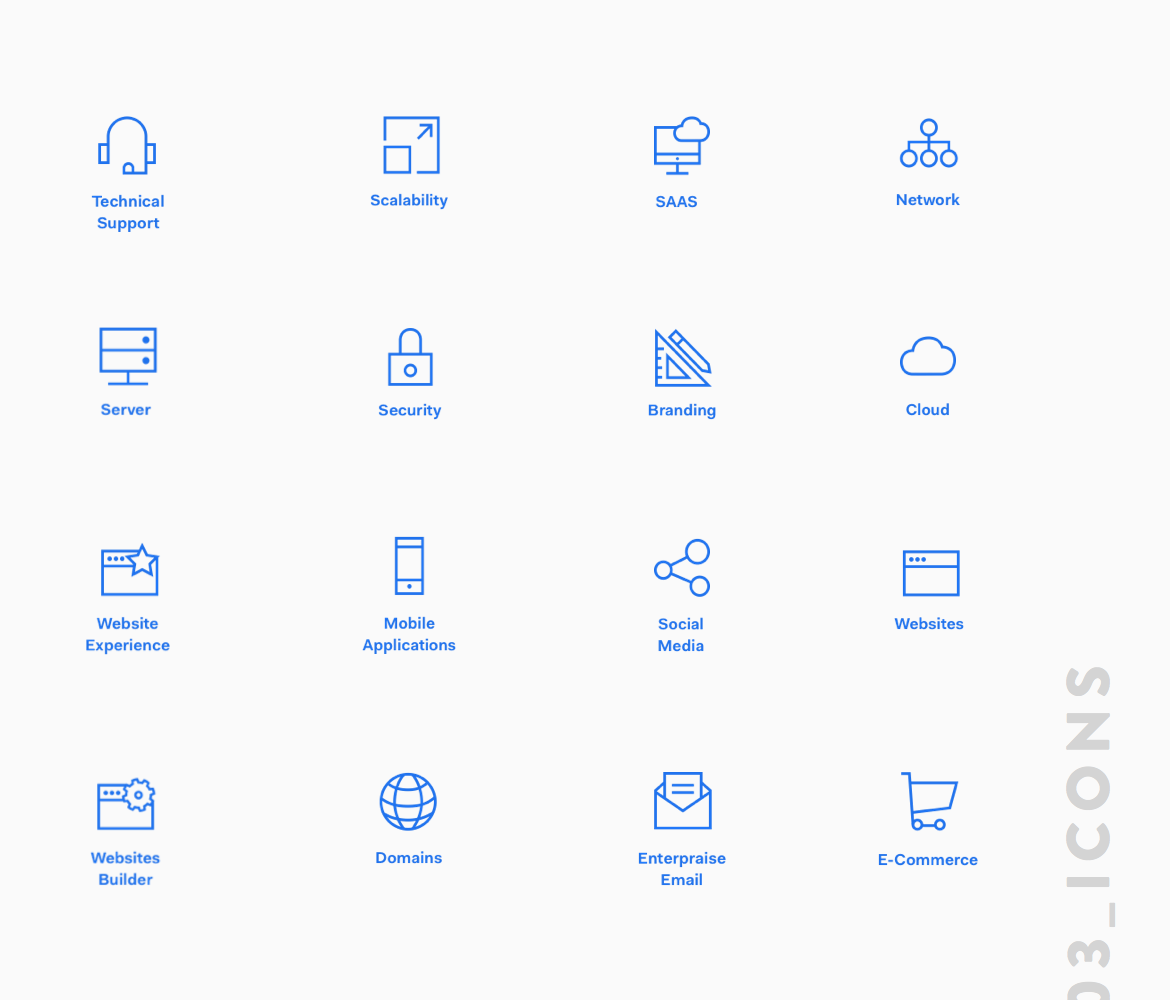 Technical
Support
Scalability
SAAS
Network
Server
Security
Branding
Cloud
Website
Experience
Mobile
Applications
Social
Media
Websites
Websites
Builder
Domains
Enterpraise
Email
E-Commerce
03_ICONS